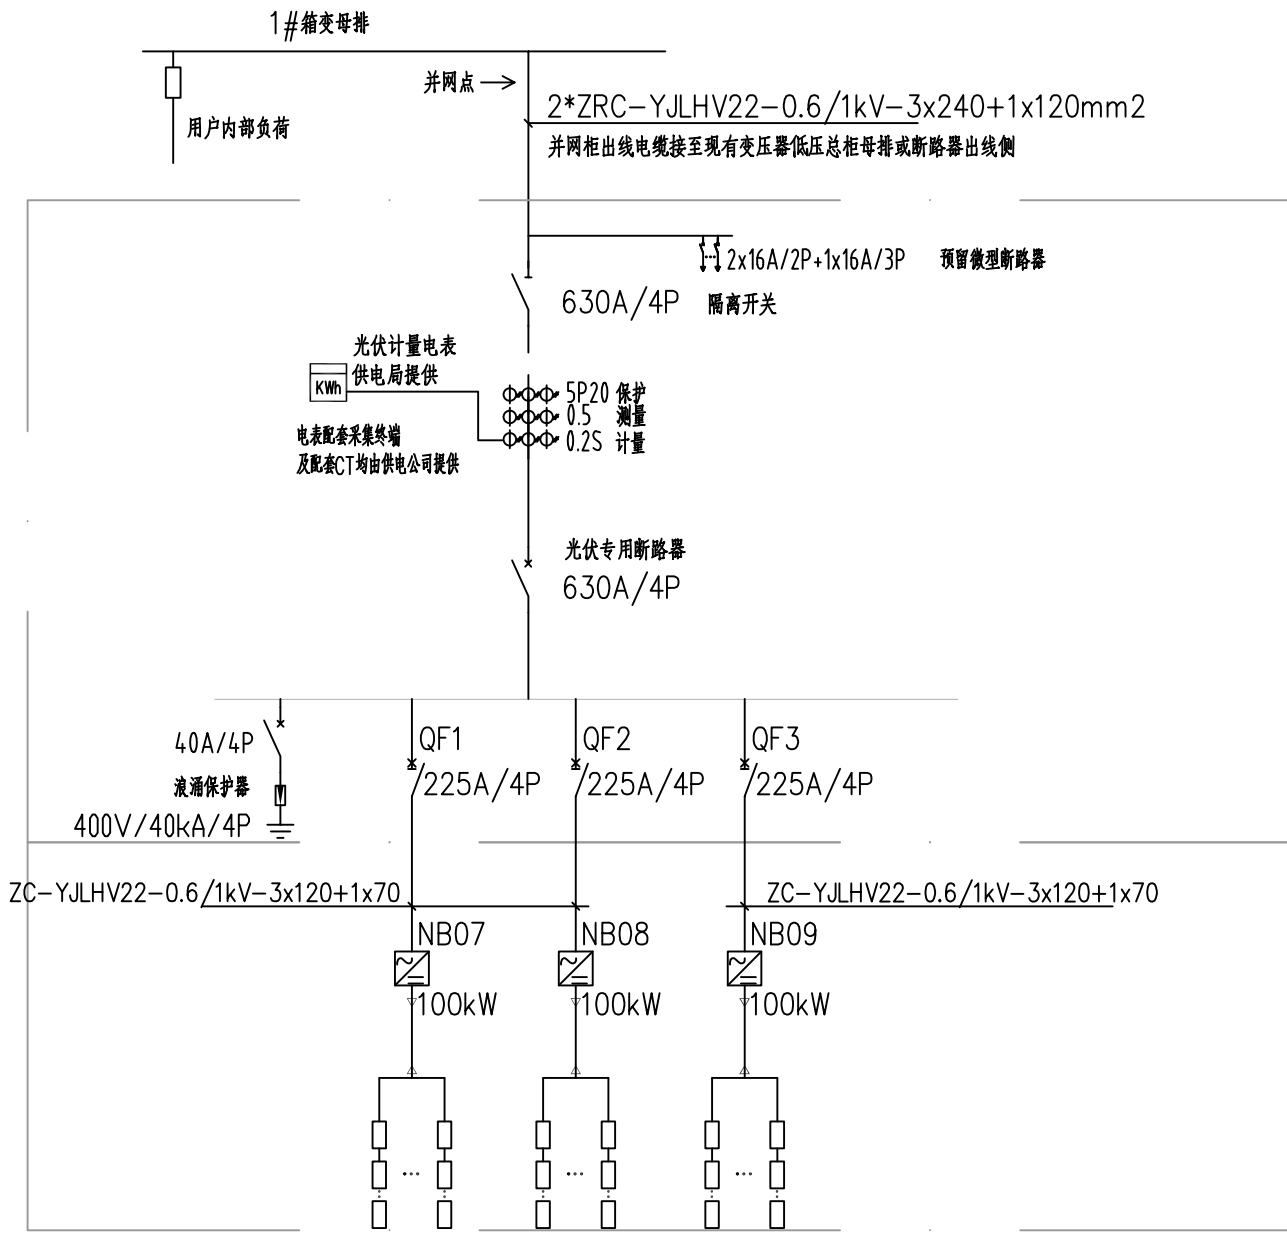 1#箱变母排
并网点
2*ZRC-YJLHV22-0.6/1kV-3x240+1x120mm2
用户内部负荷
并网柜出线电缆接至现有变压器低压总柜母排或断路器出线侧
2x16A/2P+1x16A/3P 预留微型断路器
630A/4P 隔离开关
光伏计量电表
供电局提供
KWh
5P20 保护
0.5 测量
0.2S 计量
电表配套采集终端
及配套CT均由供电公司提供
光伏专用断路器
630A/4P
40A/4P
QF1
QF2
QF3
225A/4P
225A/4P
225A/4P
浪涌保护器
400V/40kA/4P
ZC-YJLHV22-0.6/1kV-3x120+1x70
ZC-YJLHV22-0.6/1kV-3x120+1x70
NB07
NB08
NB09
100kW
100kW
100kW